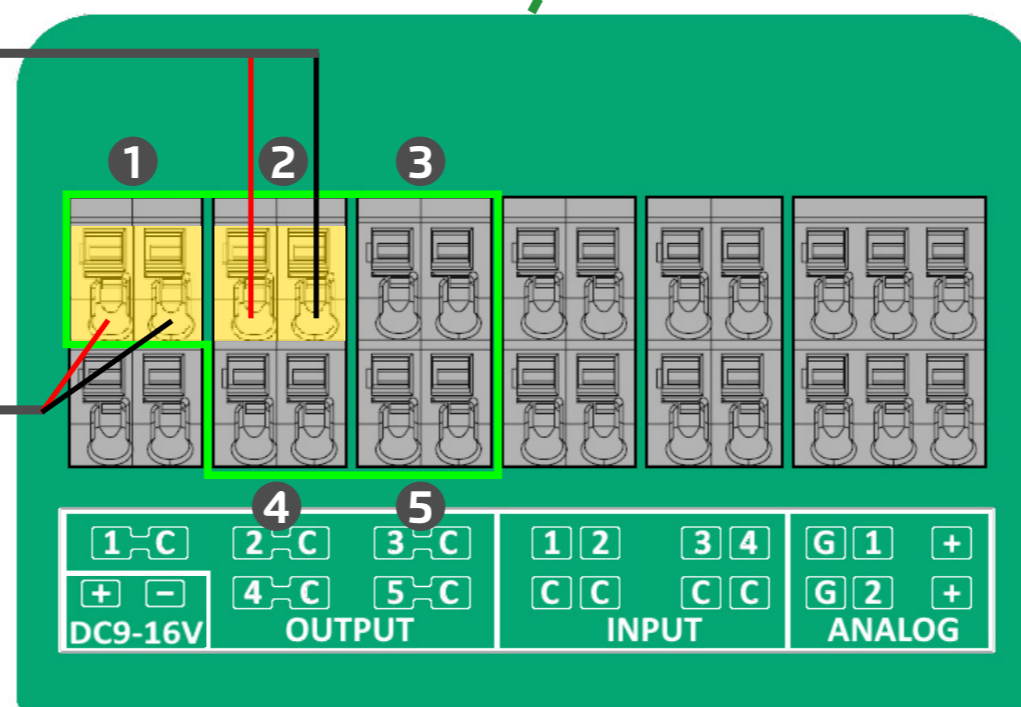 1 2 3
4 5
1 C 2 C 3 C 1 2 3 4 G 1 +
+ - 4 C 5 C C C C C G 2 +
DC9-16V OUTPUT INPUT ANALOG